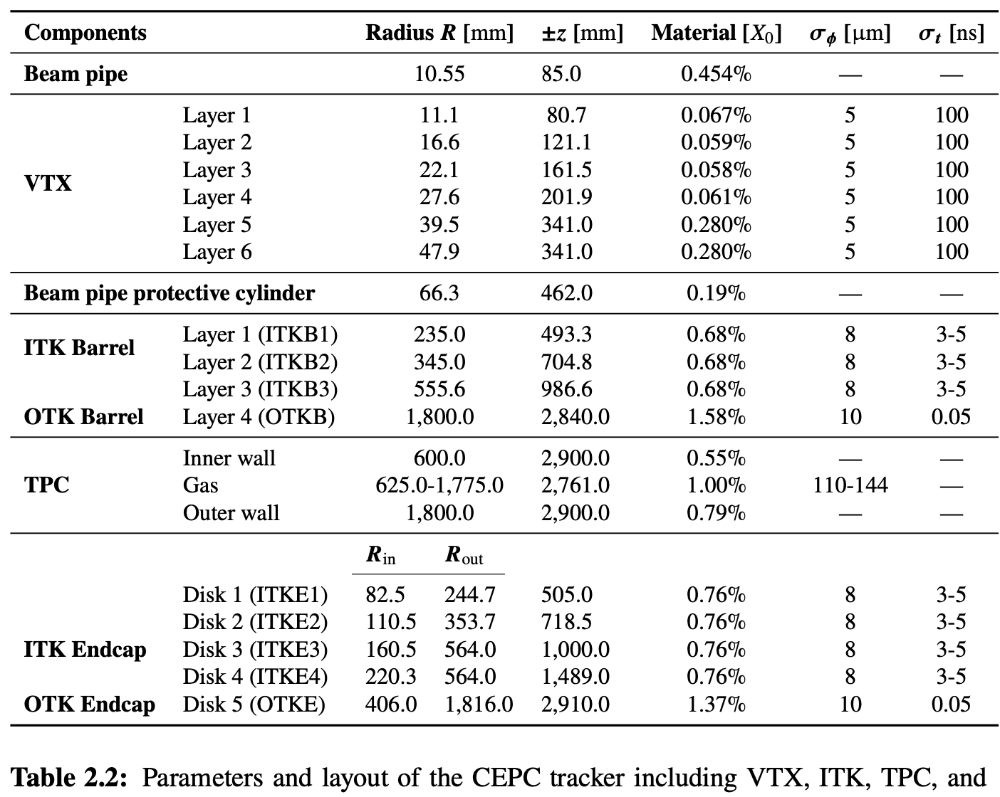 Components Radius R [mm] ±z [mm] Material [X₀] σ_ϕ [μm] σ_t [ns]
Beam pipe 10.55 85.0 0.454% — —
Layer 1 11.1 80.7 0.067% 5 100
Layer 2 16.6 121.1 0.059% 5 100
VTX Layer 3 22.1 161.5 0.058% 5 100
Layer 4 27.6 201.9 0.061% 5 100
Layer 5 39.5 341.0 0.280% 5 100
Layer 6 47.9 341.0 0.280% 5 100
Beam pipe protective cylinder 66.3 462.0 0.19% — —
ITK Barrel Layer 1 (ITKB1) 235.0 493.3 0.68% 8 3-5
Layer 2 (ITKB2) 345.0 704.8 0.68% 8 3-5
Layer 3 (ITKB3) 555.6 986.6 0.68% 8 3-5
OTK Barrel Layer 4 (OTKB) 1,800.0 2,840.0 1.58% 10 0.05
Inner wall 600.0 2,900.0 0.55% — —
TPC Gas 625.0-1,775.0 2,761.0 1.00% 110-144 —
Outer wall 1,800.0 2,900.0 0.79% — —
R_in R_out
Disk 1 (ITKE1) 82.5 244.7 505.0 0.76% 8 3-5
Disk 2 (ITKE2) 110.5 353.7 718.5 0.76% 8 3-5
ITK Endcap Disk 3 (ITKE3) 160.5 564.0 1,000.0 0.76% 8 3-5
Disk 4 (ITKE4) 220.3 564.0 1,489.0 0.76% 8 3-5
OTK Endcap Disk 5 (OTKE) 406.0 1,816.0 2,910.0 1.37% 10 0.05
Table 2.2: Parameters and layout of the CEPC tracker including VTX, ITK, TPC, and